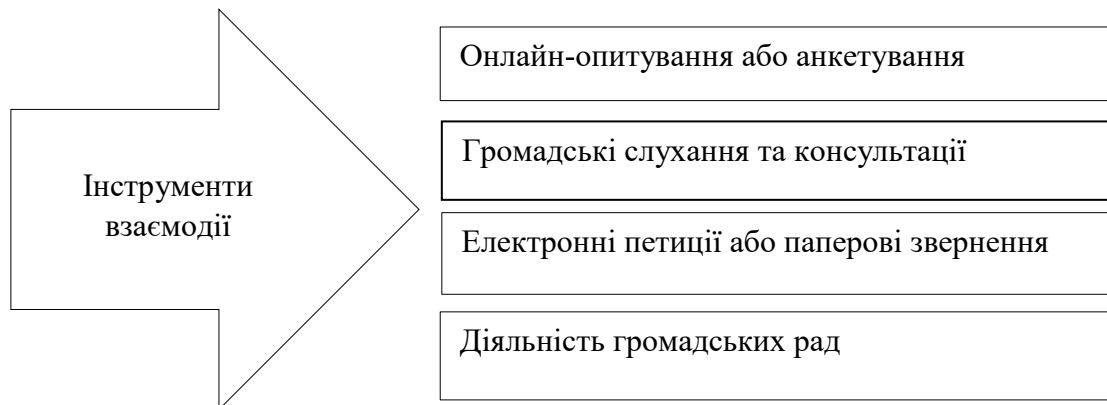 Інструменти
взаємодії
Онлайн-опитування або анкетування
Громадські слухання та консультації
Електронні петиції або паперові звернення
Діяльність громадських рад